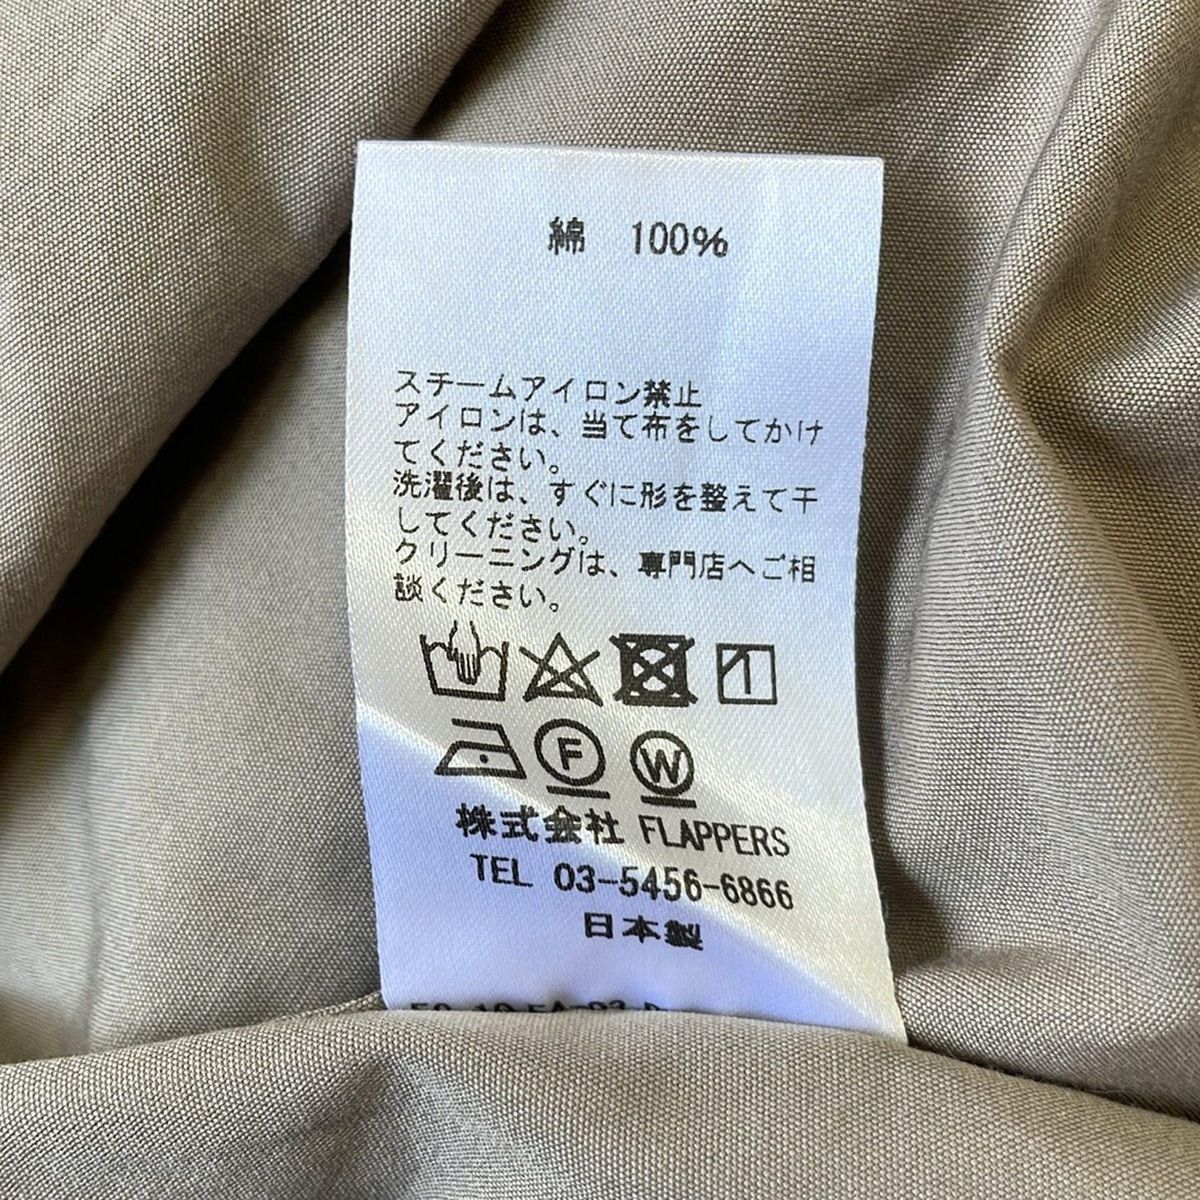 綿 100%
スチームアイロン禁止
アイロンは、当て布をしてかけ
てください。
洗濯後は、すぐに形を整えて干
してください。
クリーニングは、専門店へご相
談ください。
F W
株式会社 FLAPPERS
TEL 03-5456-6866
日本製